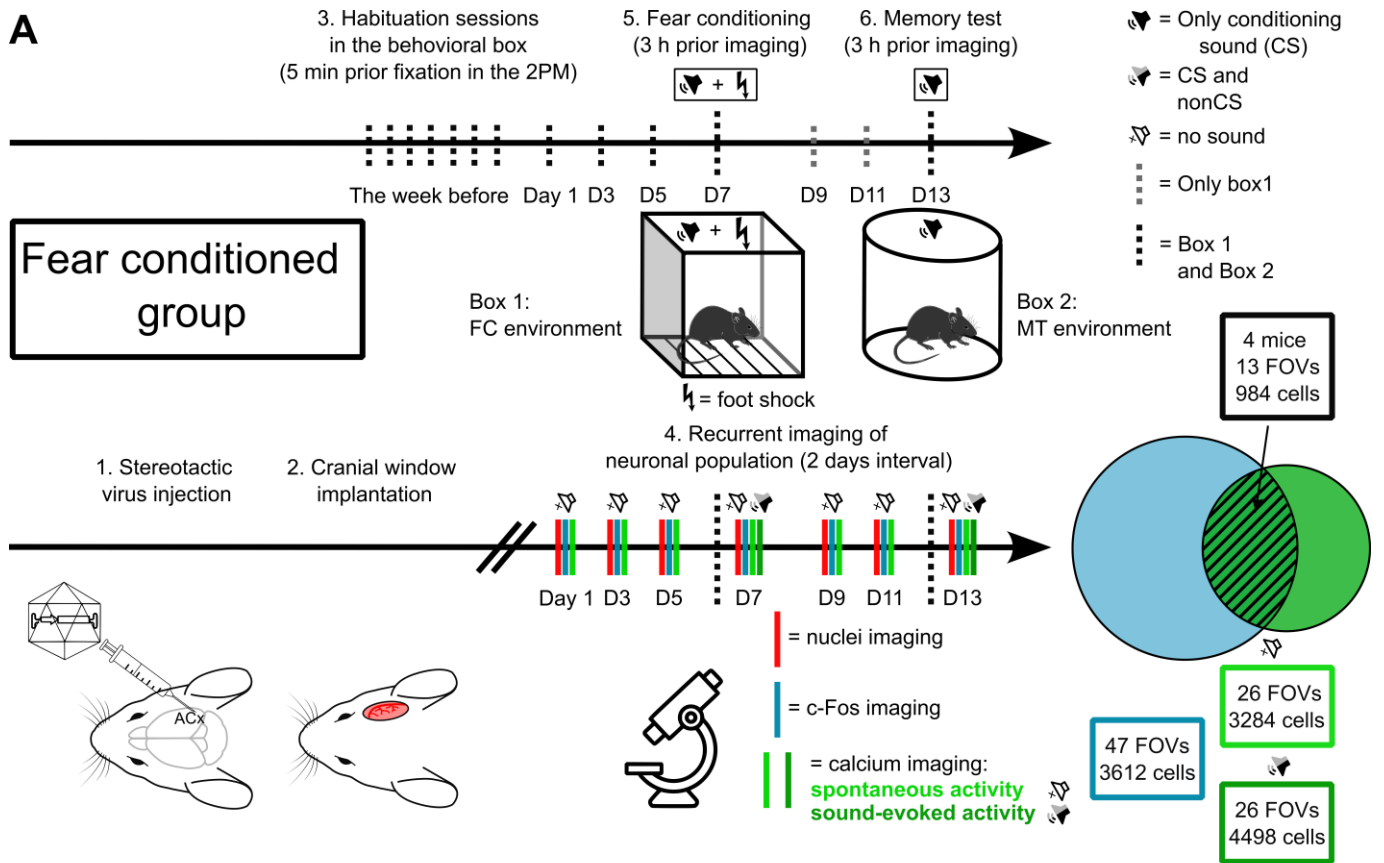 A
3. Habituation sessions
in the behovioral box
(5 min prior fixation in the 2PM)
5. Fear conditioning
(3 h prior imaging)
6. Memory test
(3 h prior imaging)
+
= Only conditioning
sound (CS)
= CS and
nonCS
= no sound
= Only box1
= Box 1
and Box 2
The week before
Day 1
D3
D5
D7
D9
D11
D13
Fear conditioned
group
+
Box 1:
FC environment
Box 2:
MT environment
= foot shock
4 mice
13 FOVs
984 cells
1. Stereotactic
virus injection
2. Cranial window
implantation
4. Recurrent imaging of
neuronal population (2 days interval)
Day 1
D3
D5
D7
D9
D11
D13
ACx
= nuclei imaging
= c-Fos imaging
= calcium imaging:
spontaneous activity
sound-evoked activity
47 FOVs
3612 cells
26 FOVs
3284 cells
26 FOVs
4498 cells